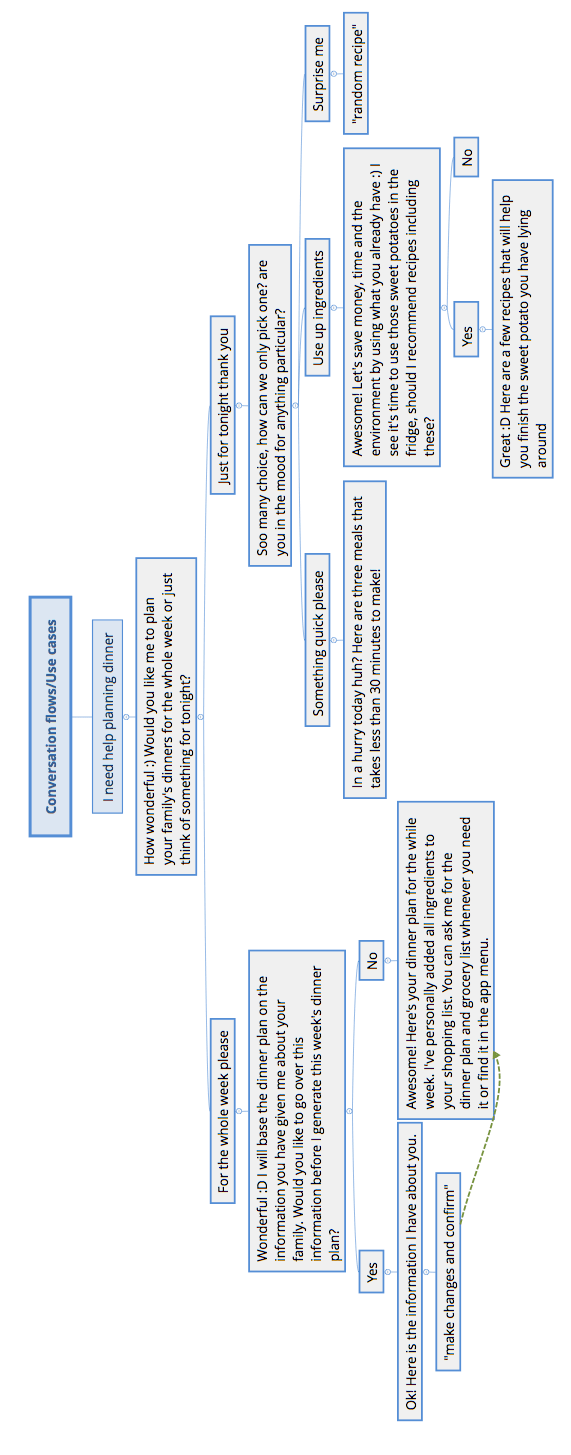 Conversation flows/Use cases
I need help planning dinner
How wonderful :) Would you like me to plan
your family's dinners for the whole week or just
think of something for tonight?
For the whole week please
Wonderful :D I will base the dinner plan on the
information you have given me about your
family. Would you like to go over this
information before I generate this week's dinner
plan?
Yes
Ok! Here is the information I have about you.
"make changes and confirm"
No
Awesome! Here's your dinner plan for the while
week. I've personally added all ingredients to
your shopping list. You can ask me for the
dinner plan and grocery list whenever you need
it or find it in the app menu.
Just for tonight thank you
Soo many choice, how can we only pick one? are
you in the mood for anything particular?
Something quick please
In a hurry today huh? Here are three meals that
takes less than 30 minutes to make!
Use up ingredients
Awesome! Let's save money, time and the
environment by using what you already have :) I
see it's time to use those sweet potatoes in the
fridge, should I recommend recipes including
these?
Yes
Great :D Here are a few recipes that will help
you finish the sweet potato you have lying
around
No
Surprise me
"random recipe"